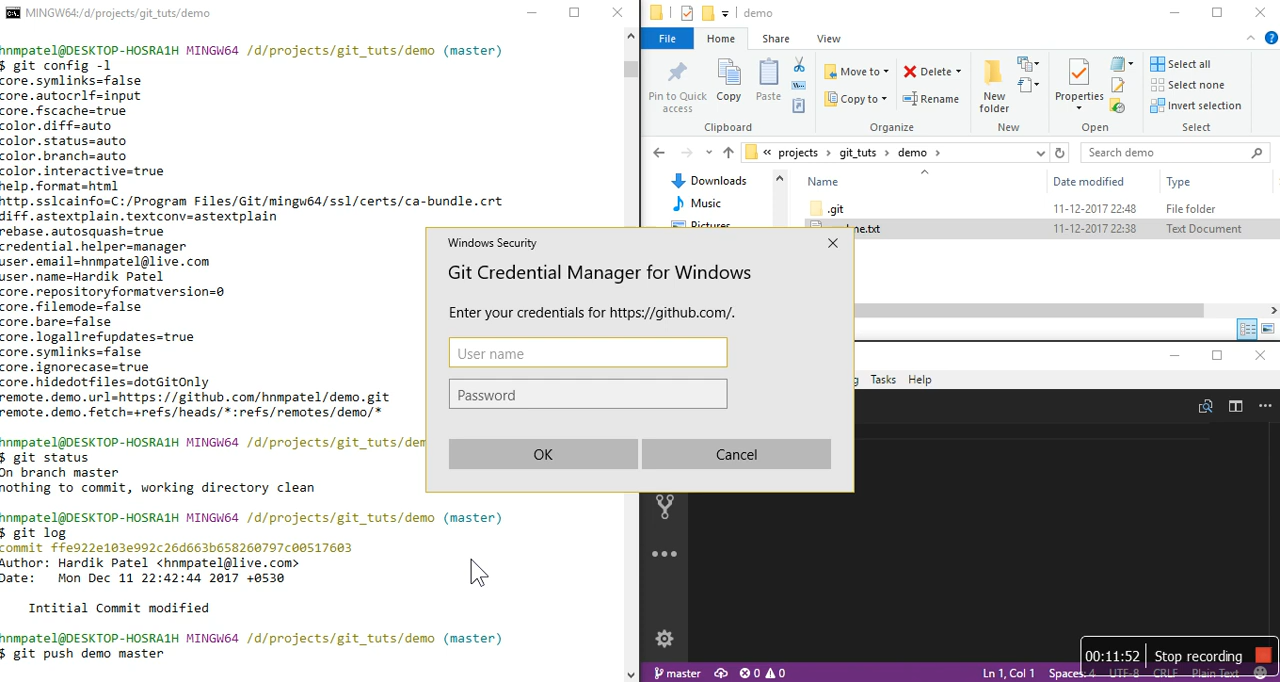 MINGW64:/d/projects/git_tuts/demo
hnmpatel@DESKTOP-HOSRA1H MINGW64 /d/projects/git_tuts/demo (master)
$ git config -l
core.symlinks=false
core.autocrlf=input
core.fscache=true
color.diff=auto
color.status=auto
color.branch=auto
color.interactive=true
help.format=html
http.sslcainfo=C:/Program Files/Git/mingw64/ssl/certs/ca-bundle.crt
diff.astextplain.textconv=astextplain
rebase.autosquash=true
credential.helper=manager
user.email=hnmpatel@live.com
user.name=Hardik Patel
core.repositoryformatversion=0
core.filemode=false
core.bare=false
core.logallrefupdates=true
core.symlinks=false
core.ignorecase=true
core.hidedotfiles=dotGitOnly
remote.demo.url=https://github.com/hnmpatel/demo.git
remote.demo.fetch=+refs/heads/*:refs/remotes/demo/*
hnmpatel@DESKTOP-HOSRA1H MINGW64 /d/projects/git_tuts/dem
$ git status
On branch master
nothing to commit, working directory clean
hnmpatel@DESKTOP-HOSRA1H MINGW64 /d/projects/git_tuts/demo (master)
$ git log
commit ffe922e103e992c26d663b658260797c00517603
Author: Hardik Patel <hnmpatel@live.com>
Date:   Mon Dec 11 22:42:44 2017 +0530
Intitial Commit modified
hnmpatel@DESKTOP-HOSRA1H MINGW64 /d/projects/git_tuts/demo (master)
$ git push demo master
demo
File Home Share View
Pin to Quick access
Copy
Paste
Clipboard
Move to
Copy to
Delete
Rename
Organize
New folder
New
Properties
Open
Select all
Select none
Invert selection
Select
« projects › git_tuts › demo ›
Search demo
Downloads
Music
Pictures
Name Date modified Type
.git 11-12-2017 22:48 File folder
me.txt 11-12-2017 22:38 Text Document
Windows Security
Git Credential Manager for Windows
Enter your credentials for https://github.com/.
User name
Password
OK Cancel
g Tasks Help
00:11:52 Stop recording
master 0 0 Ln 1, Col 1 Spaces: 4 UTF-8 CRLF Plain Text